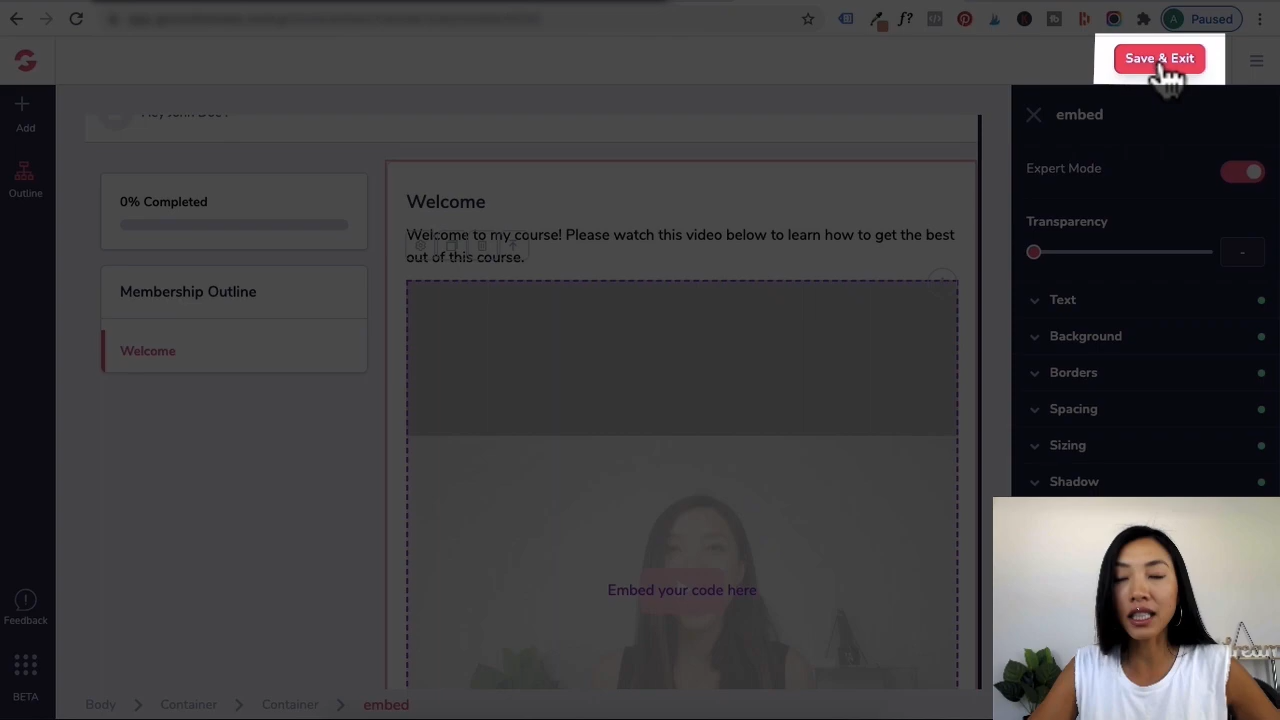 f?
A Paused
Save & Exit
Add
Outline
Feedback
BETA
0% Completed
Membership Outline
Welcome
Welcome
Welcome to my course! Please watch this video below to learn how to get the best
out of this course.
Embed your code here
embed
Expert Mode
Transparency
-
Text
Background
Borders
Spacing
Sizing
Shadow
Body
Container
Container
embed